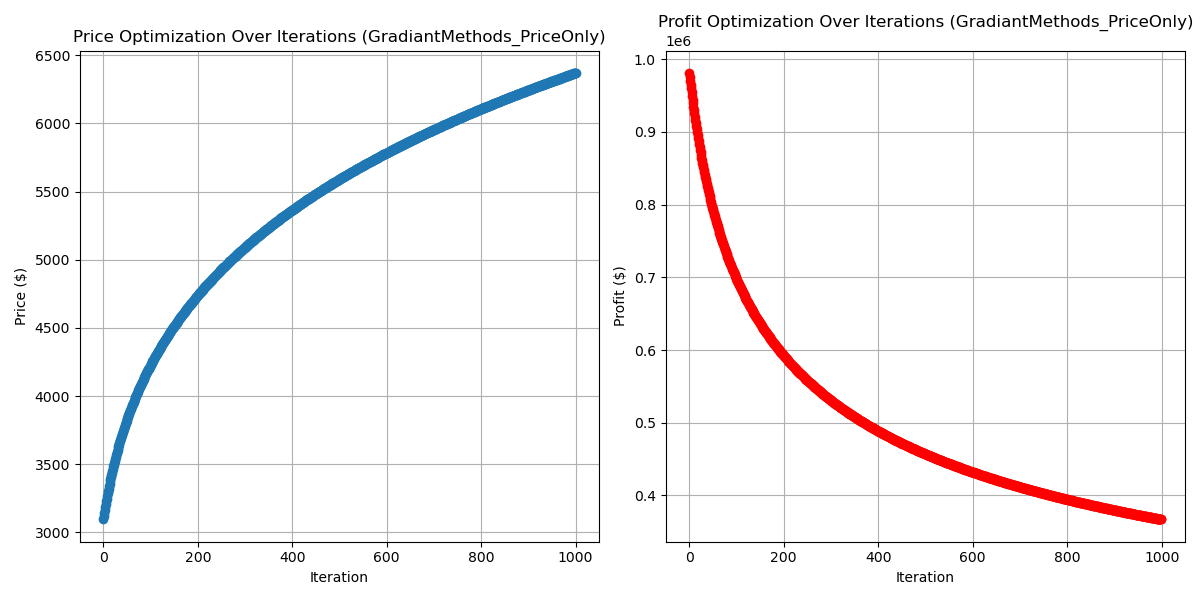 Price Optimization Over Iterations (GradiantMethods_PriceOnly)
6500
6000
5500
5000
4500
4000
3500
3000
Price ($)
0 200 400 600 800 1000
Iteration
Profit Optimization Over Iterations (GradiantMethods_PriceOnly)
1e6
1.0
0.9
0.8
0.7
0.6
0.5
0.4
Profit ($)
0 200 400 600 800 1000
Iteration